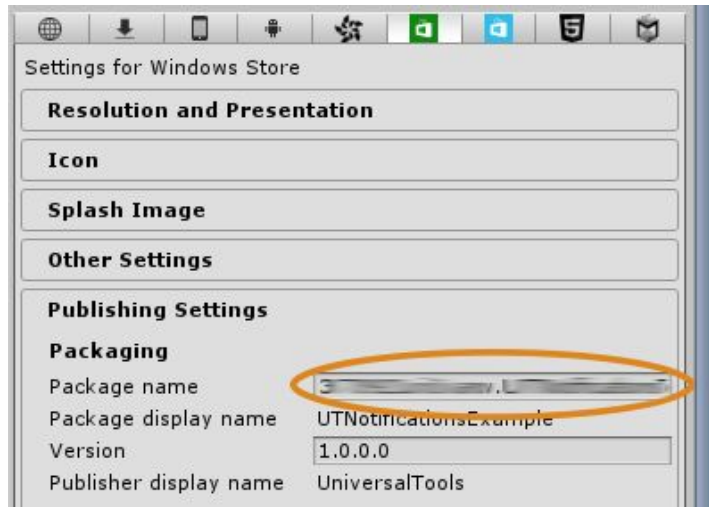 Settings for Windows Store
Resolution and Presentation
Icon
Splash Image
Other Settings
Publishing Settings
Packaging
Package name
Package display name UTNotificationsExample
Version 1.0.0.0
Publisher display name UniversalTools